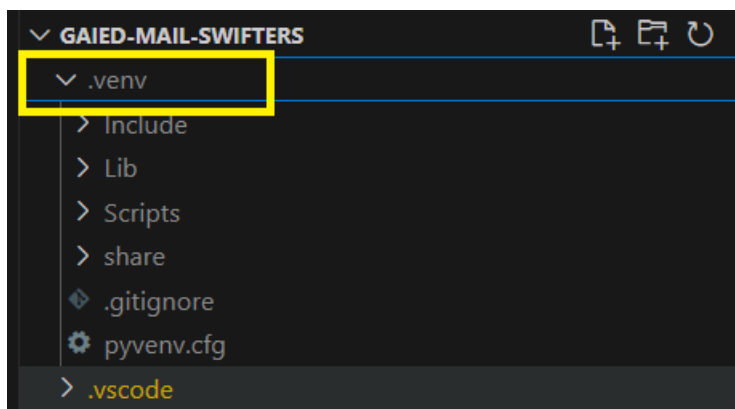 GAIED-MAIL-SWIFTERS
.venv
Include
Lib
Scripts
share
.gitignore
pyvenv.cfg
.vscode